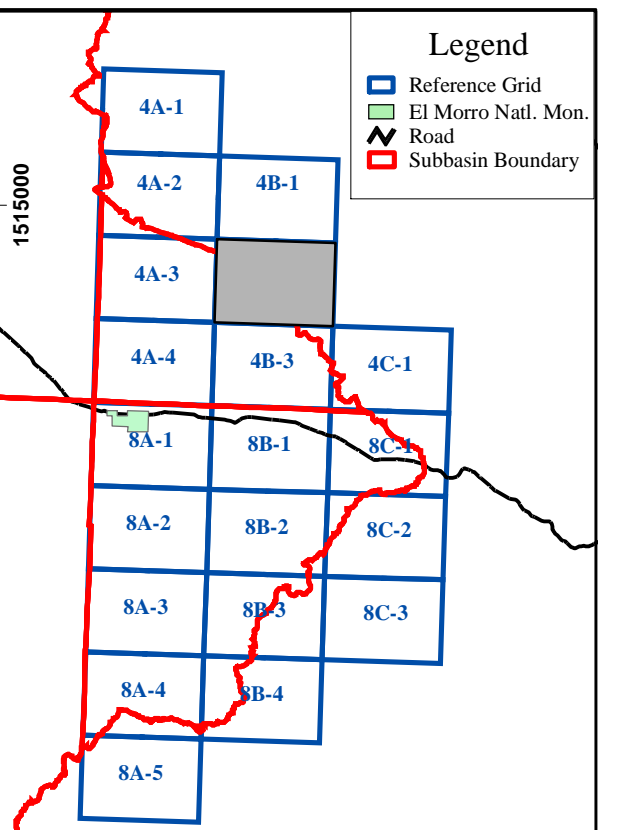 Legend
Reference Grid
El Morro Natl. Mon.
Road
Subbasin Boundary
1515000
4A-1
4A-2
4B-1
4A-3
4A-4
4B-3
4C-1
8A-1
8B-1
8C-1
8A-2
8B-2
8C-2
8A-3
8B-3
8C-3
8A-4
8B-4
8A-5